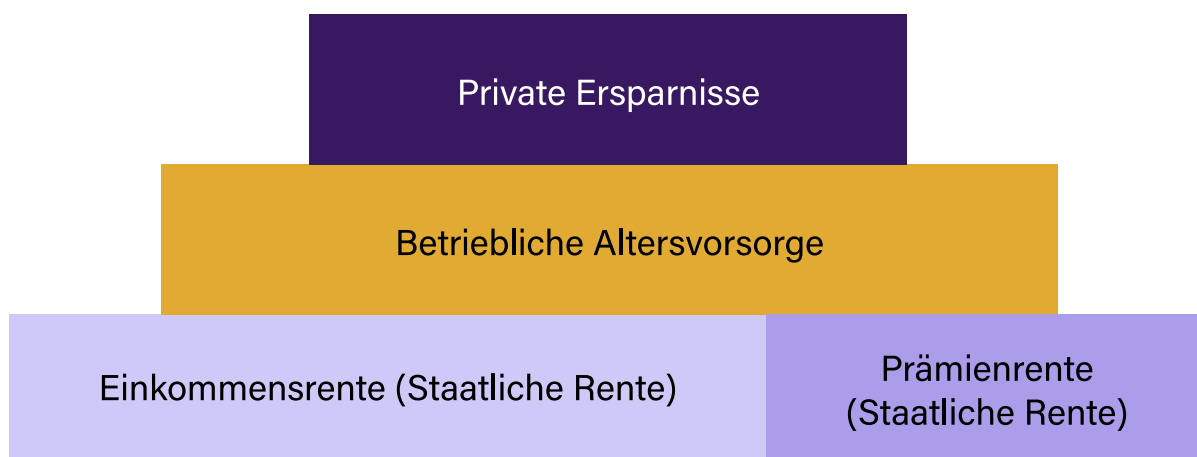 Private Ersparnisse
Betriebliche Altersvorsorge
Einkommensrente (Staatliche Rente)
Prämienrente
(Staatliche Rente)